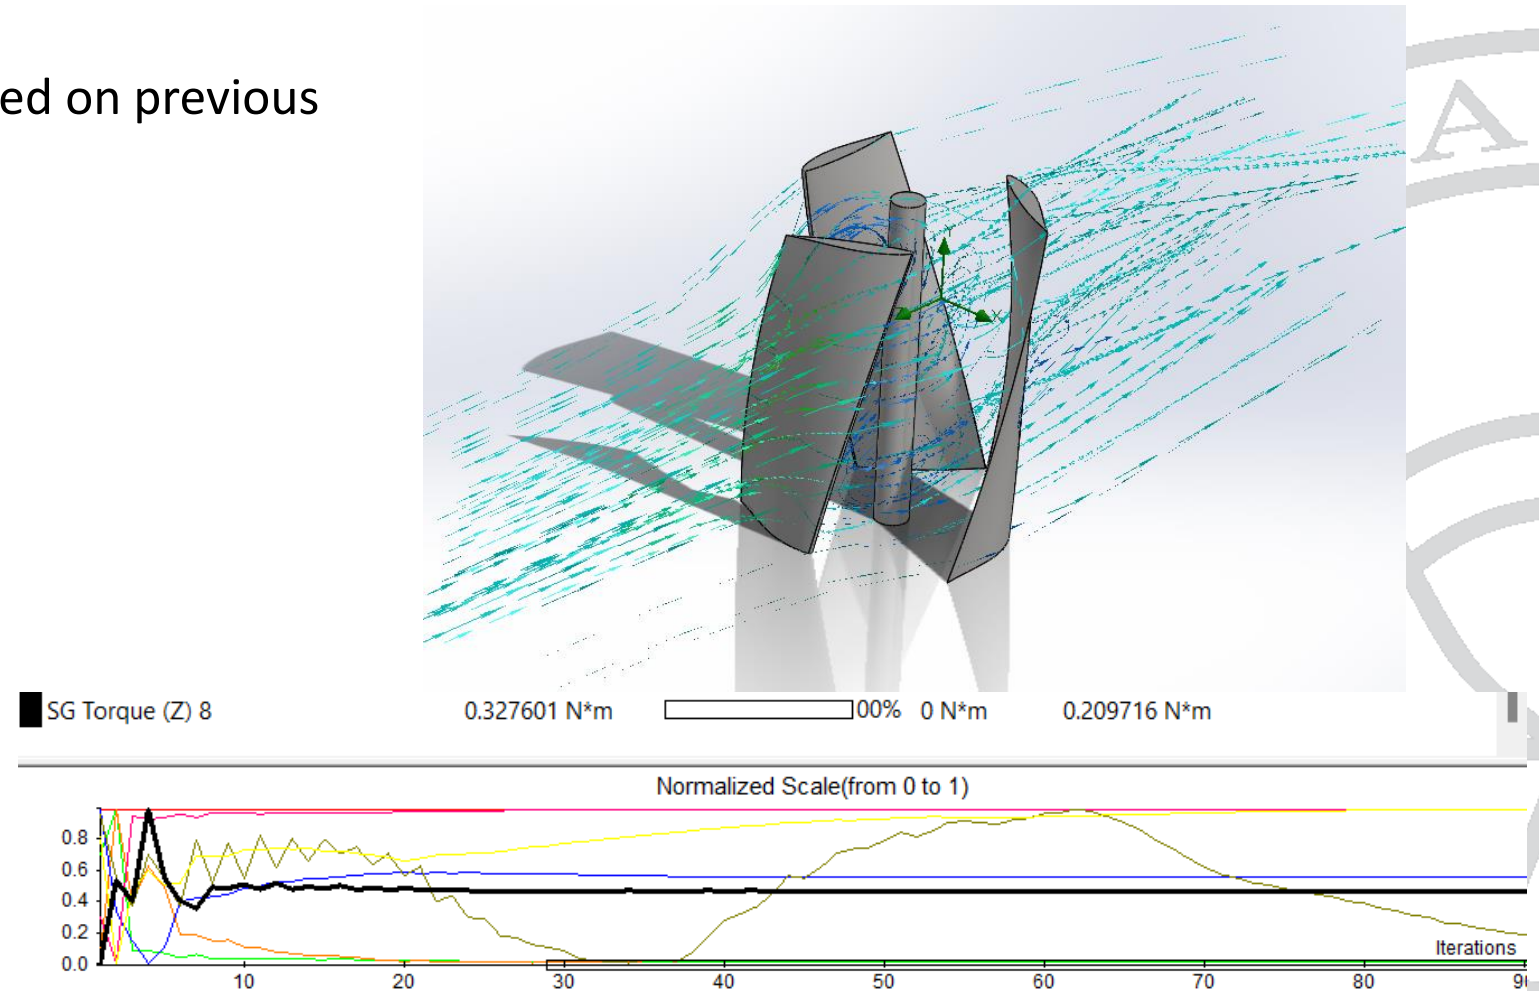 ed on previous
A
Y
X
SG Torque (Z) 8 0.327601 N*m 00% 0 N*m 0.209716 N*m
Normalized Scale(from 0 to 1)
0.8
0.6
0.4
0.2
0.0
Iterations
10 20 30 40 50 60 70 80